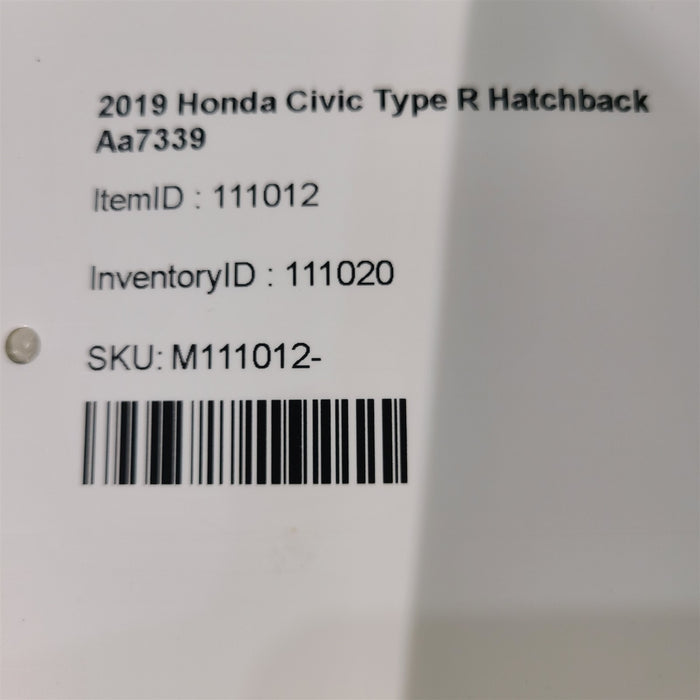 2019 Honda Civic Type R Hatchback
Aa7339
ItemID : 111012
InventoryID : 111020
SKU: M111012-